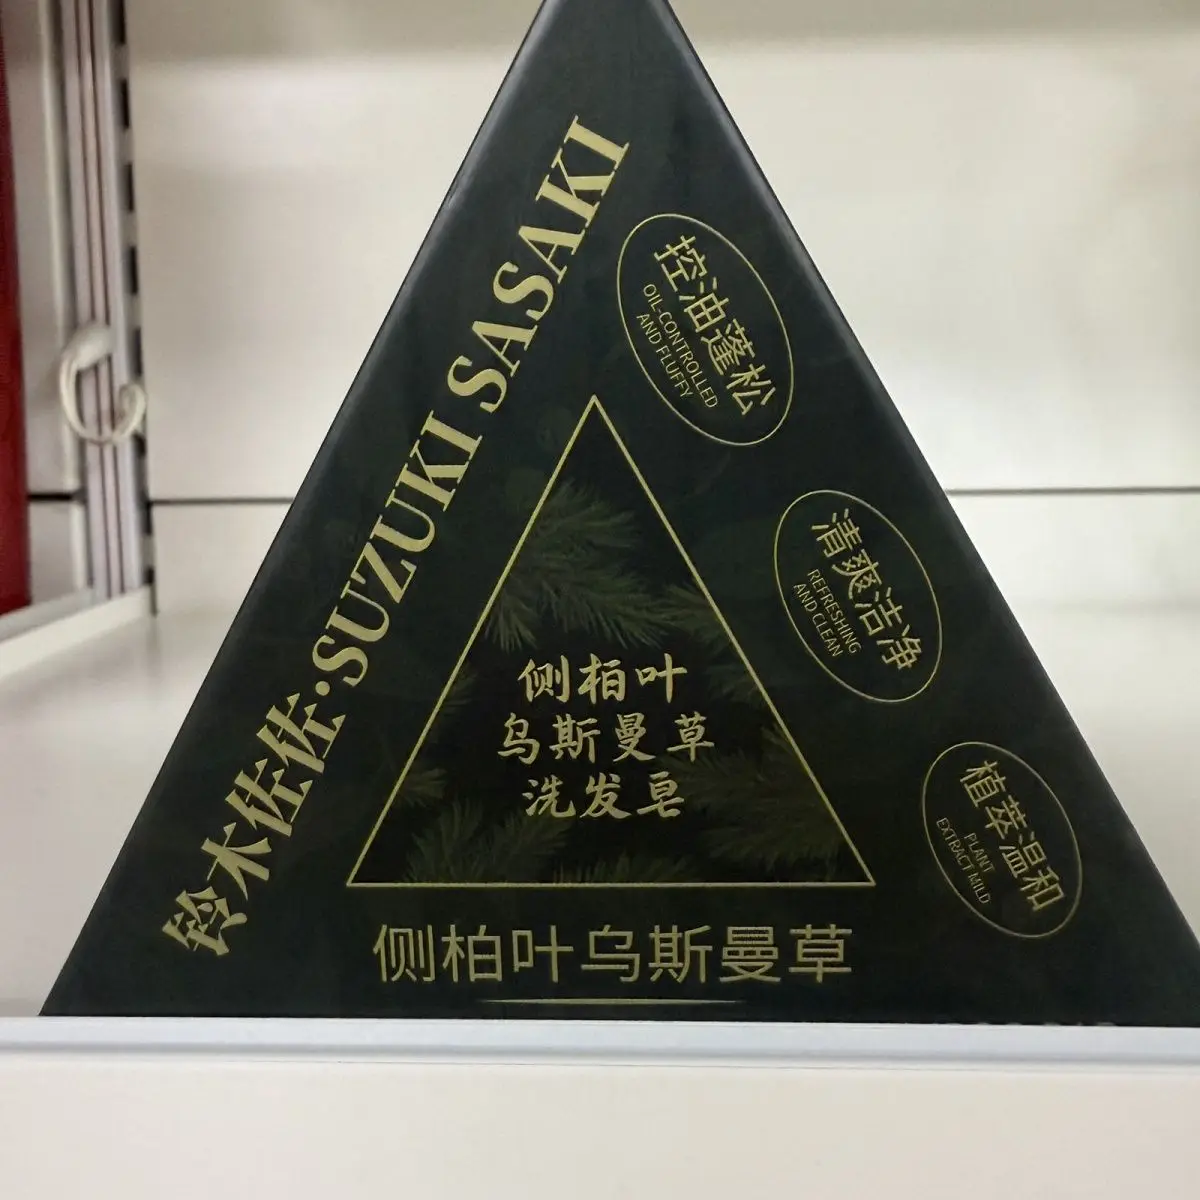 铃木佐佐·SUZUKI SASAKI
控油蓬松
OIL-CONTROLLED
AND FLUFFY
清爽洁净
REFRESHING
AND CLEAN
植萃温和
PLANT
EXTRACT MILD
侧柏叶
乌斯曼草
洗发皂
侧柏叶乌斯曼草